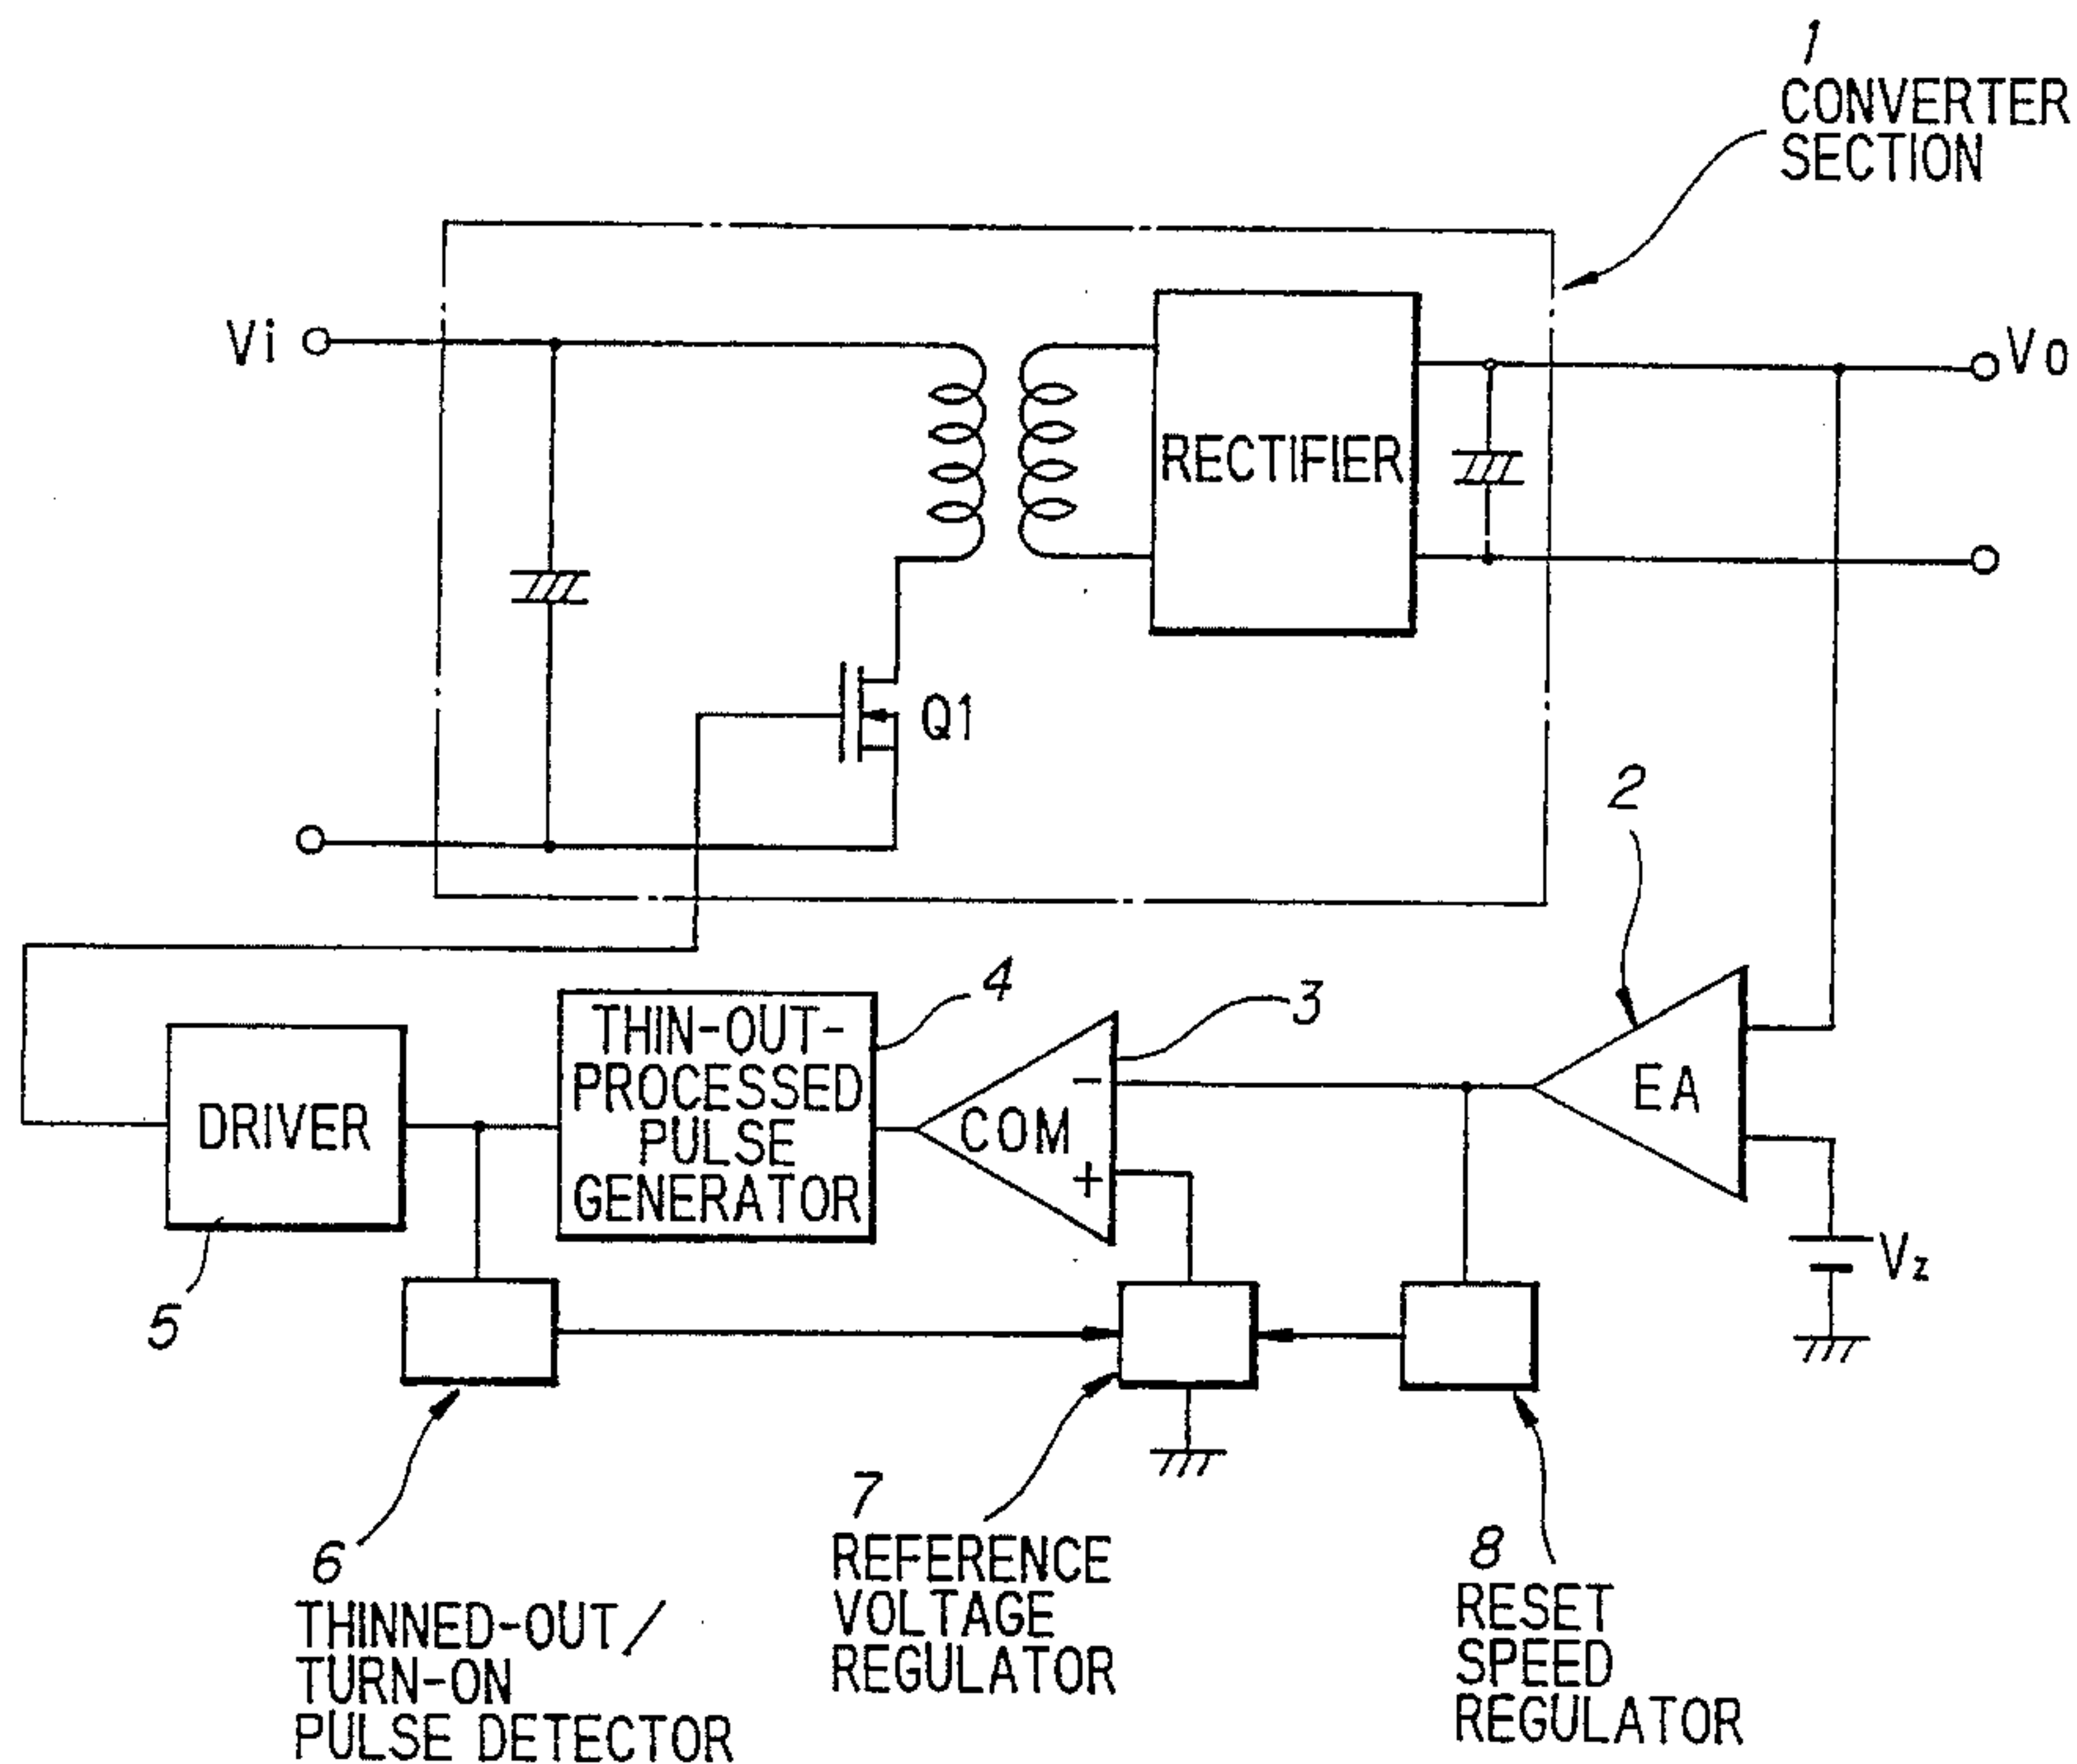 1
CONVERTER
SECTION
Vi
RECTIFIER
Vo
Q1
2
4
3
THIN-OUT-
PROCESSED
PULSE
GENERATOR
DRIVER
-
COM
+
EA
Vz
5
6
THINNED-OUT/
TURN-ON
PULSE DETECTOR
7
REFERENCE
VOLTAGE
REGULATOR
8
RESET
SPEED
REGULATOR